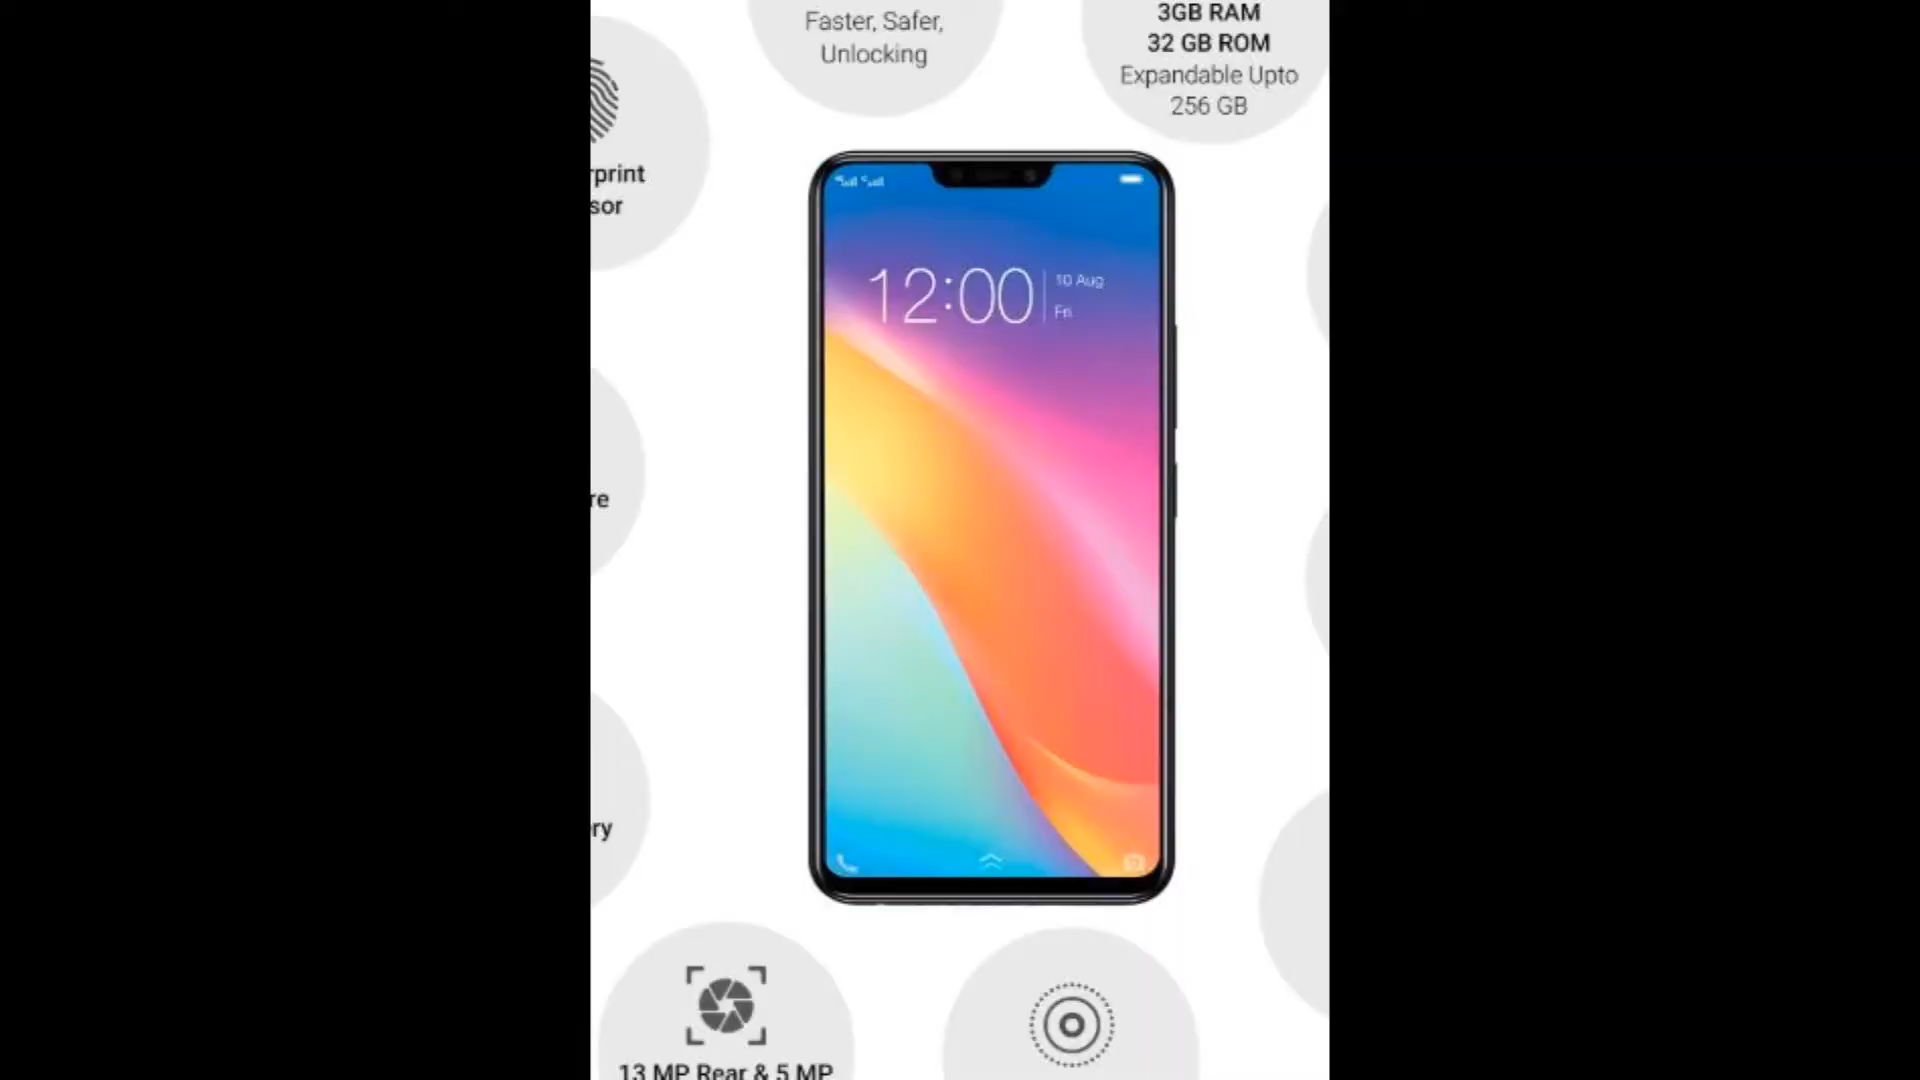 Faster, Safer,
Unlocking
3GB RAM
32 GB ROM
Expandable Upto
256 GB
rprint
sor
12:00
10 Aug
Fri
re
ry
13 MP Rear & 5 MP